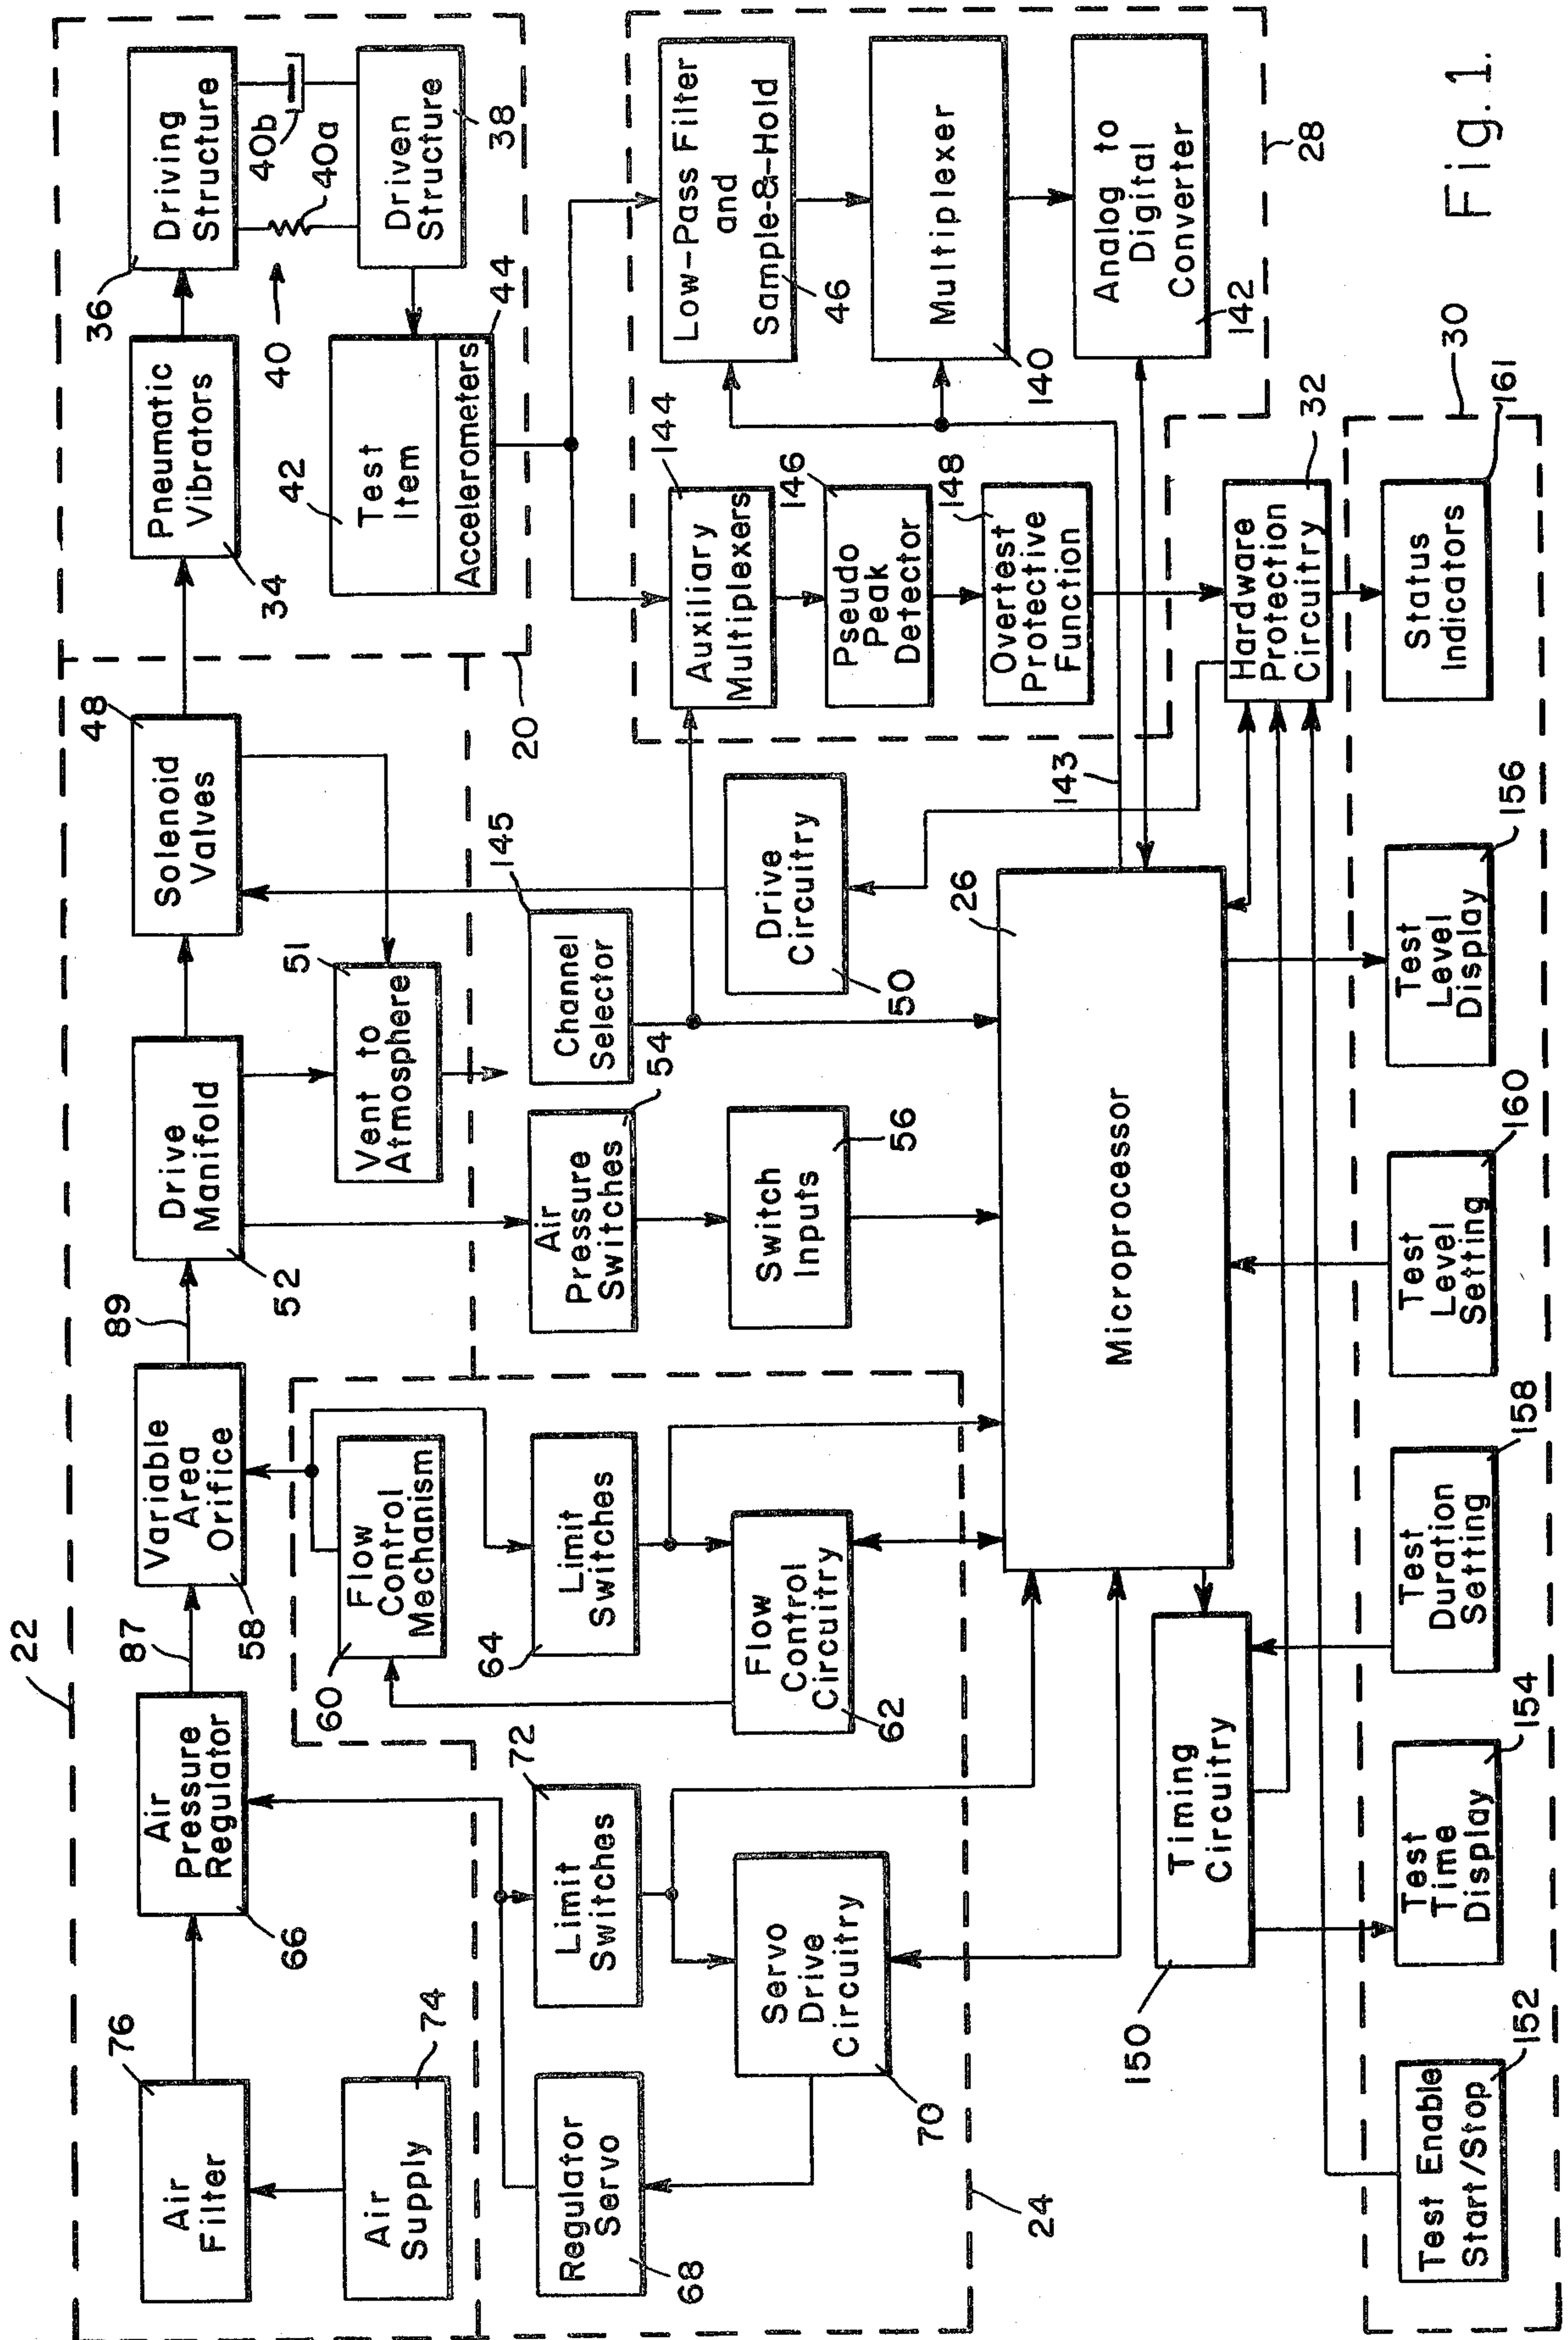 22
76
Air
Filter
74
Air
Supply
66
Air
Pressure
Regulator
87
58
Variable
Area
Orifice
89
52
Drive
Manifold
51
Vent to
Atmosphere
48
Solenoid
Valves
34
Pneumatic
Vibrators
36
Driving
Structure
40
40b
40a
Driven
Structure
38
42
Test
Item
Accelerometers
44
20
68
Regulator
Servo
72
Limit
Switches
70
Servo
Drive
Circuitry
24
60
Flow
Control
Mechanism
64
Limit
Switches
62
Flow
Control
Circuitry
54
Air
Pressure
Switches
56
Switch
Inputs
145
Channel
Selector
50
Drive
Circuitry
26
Microprocessor
143
144
Auxiliary
Multiplexers
146
Pseudo
Peak
Detector
148
Overtest
Protective
Function
Low-Pass Filter
and
Sample-&-Hold
46
Multiplexer
140
Analog to
Digital
Converter
142
28
32
Hardware
Protection
Circuitry
150
Timing
Circuitry
30
Test Enable
Start/Stop
152
Test
Time
Display
154
Test
Duration
Setting
158
Test
Level
Setting
160
Test
Level
Display
156
Status
Indicators
161
Fig. 1.